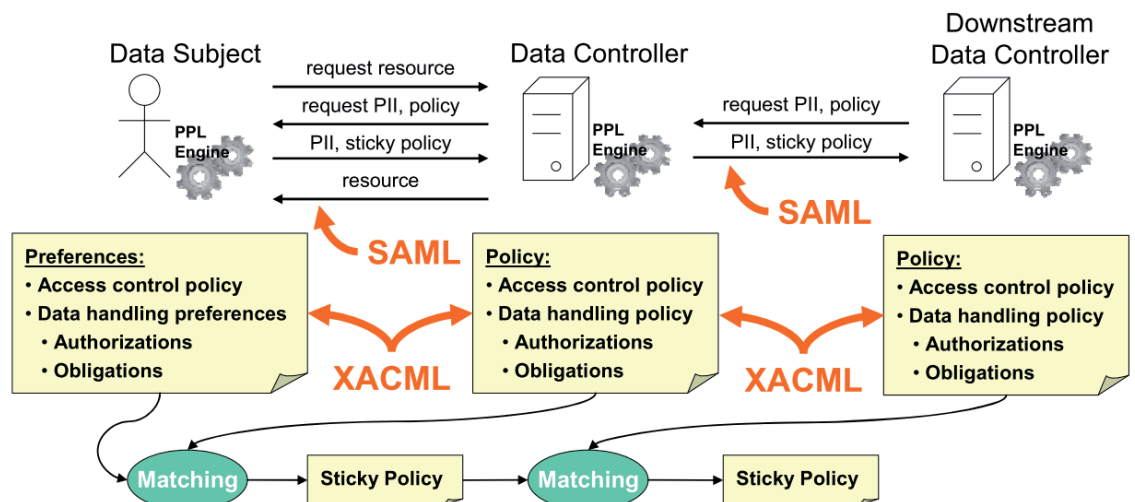 Data Subject
Data Controller
Downstream
Data Controller
request resource
request PII, policy
PII, sticky policy
resource
request PII, policy
PII, sticky policy
PPL
Engine
PPL
Engine
PPL
Engine
SAML
SAML
Preferences:
• Access control policy
• Data handling preferences
• Authorizations
• Obligations
Policy:
• Access control policy
• Data handling policy
• Authorizations
• Obligations
Policy:
• Access control policy
• Data handling policy
• Authorizations
• Obligations
XACML
XACML
Matching
Sticky Policy
Matching
Sticky Policy